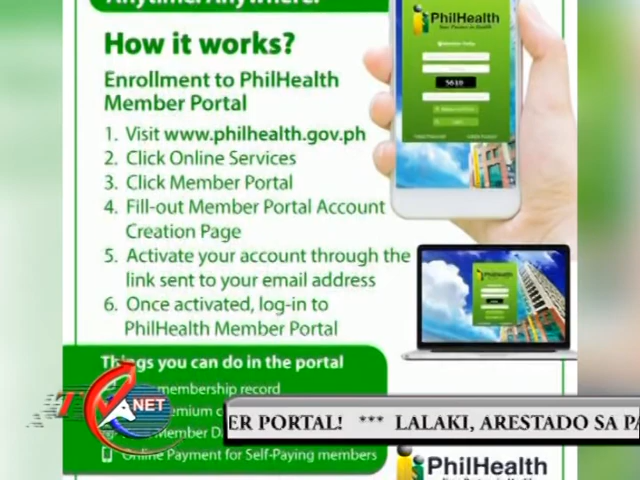 Anytime. Anywhere.
How it works?
Enrollment to PhilHealth
Member Portal
1. Visit www.philhealth.gov.ph
2. Click Online Services
3. Click Member Portal
4. Fill-out Member Portal Account
Creation Page
5. Activate your account through the
link sent to your email address
6. Once activated, log-in to
PhilHealth Member Portal
PhilHealth
PhilHealth
Things you can do in the portal
membership record
Member
Online Payment for Self-Paying members
NET
ER PORTAL! *** LALAKI, ARESTADO SA PA
PhilHealth